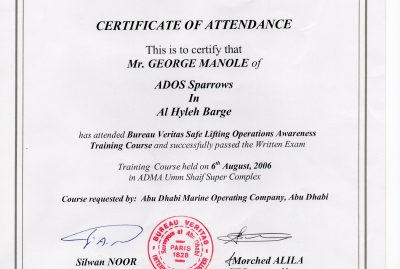 CERTIFICATE OF ATTENDANCE
This is to certify that
Mr. GEORGE MANOLE of
ADOS Sparrows
In
Al Hyleh Barge
has attended Bureau Veritas Safe Lifting Operations Awareness
Training Course and successfully passed the Written Exam
Training Course held on 6th August, 2006
in ADMA Umm Shaif Super Complex
Course requested by: Abu Dhabi Marine Operating Company, Abu Dhabi
BUREAU VERITAS
PARIS
1828
Silwan NOOR
Morched ALILA